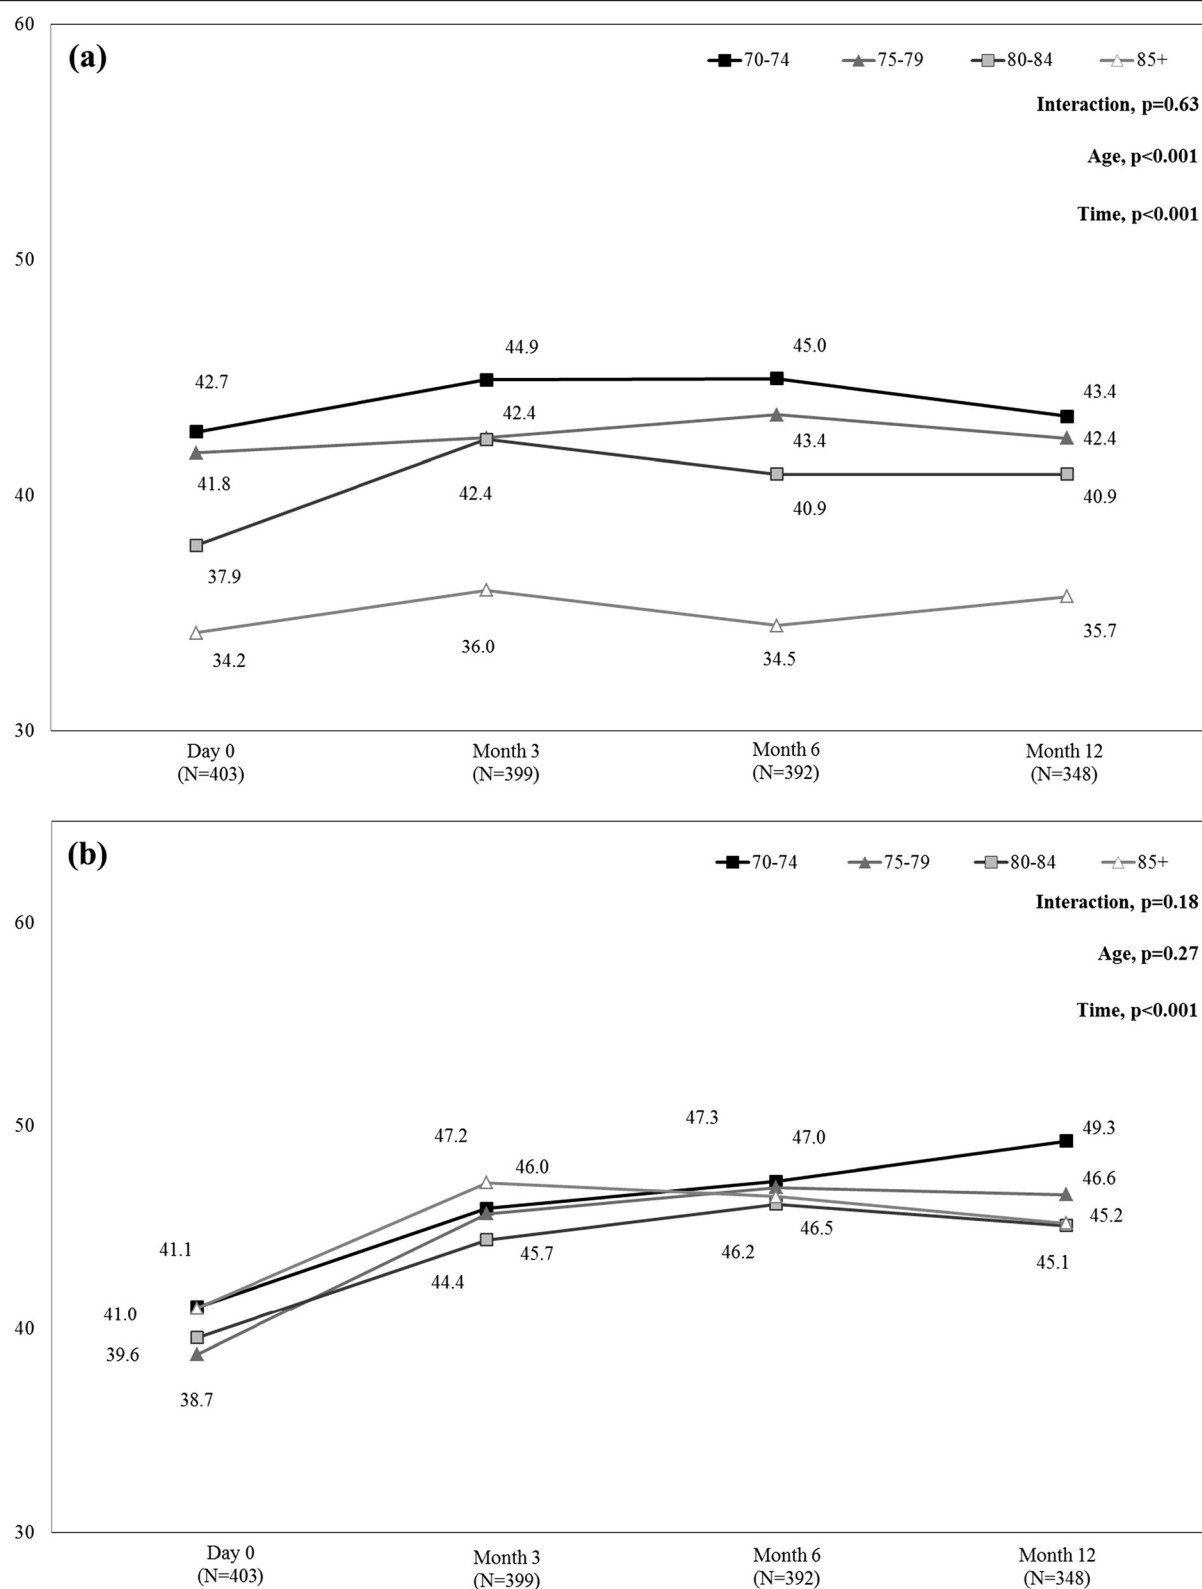 60
(a)
70-74 75-79 80-84 85+
Interaction, p=0.63
Age, p<0.001
Time, p<0.001
50
44.9 45.0
42.7 43.4
42.4 43.4 42.4
41.8
40
42.4 40.9 40.9
37.9
34.2 36.0 34.5 35.7
30
Day 0 Month 3 Month 6 Month 12
(N=403) (N=399) (N=392) (N=348)
(b)
70-74 75-79 80-84 85+
Interaction, p=0.18
60
Age, p=0.27
Time, p<0.001
50
47.2 47.3 47.0 49.3
46.0 46.6
46.5 45.2
41.1 45.7 46.2 45.1
44.4
41.0
40
39.6
38.7
30
Day 0 Month 3 Month 6 Month 12
(N=403) (N=399) (N=392) (N=348)